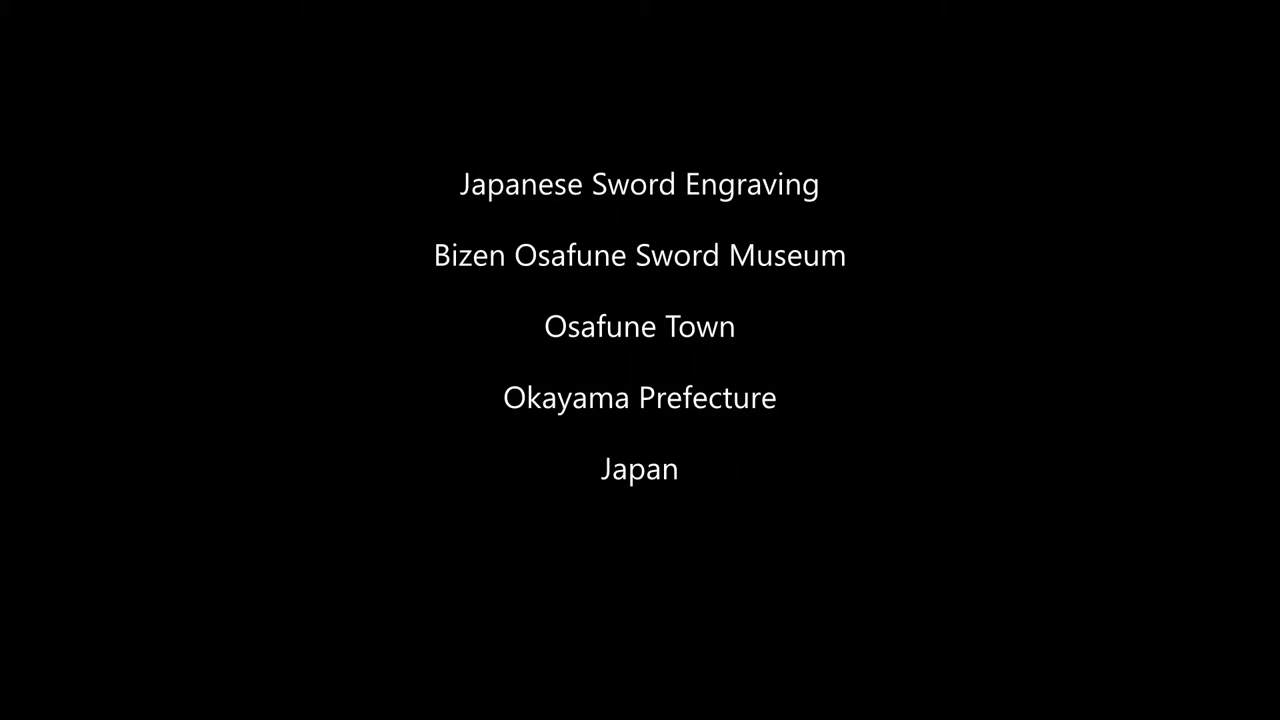 Japanese Sword Engraving
Bizen Osafune Sword Museum
Osafune Town
Okayama Prefecture
Japan